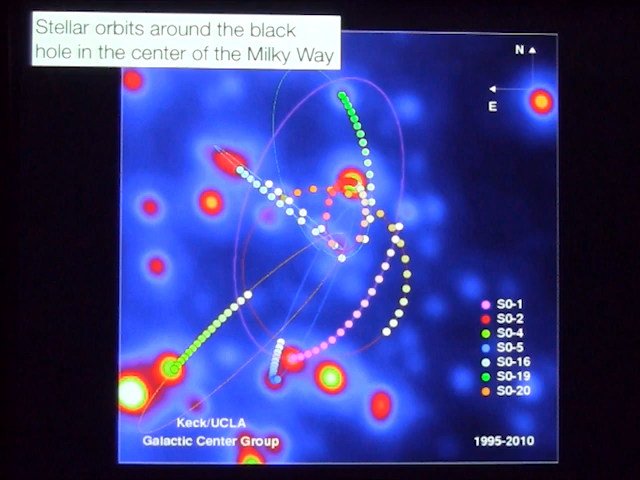 Stellar orbits around the black
hole in the center of the Milky Way
N
E
S0-1
S0-2
S0-4
S0-5
S0-16
S0-19
S0-20
Keck/UCLA
Galactic Center Group
1995-2010